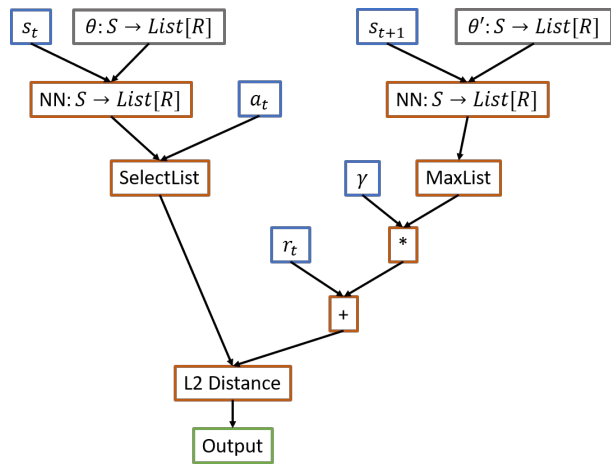 s_t
θ: S → List[R]
s_{t+1}
θ′: S → List[R]
NN: S → List[R]
a_t
NN: S → List[R]
SelectList
γ
MaxList
r_t
*
+
L2 Distance
Output